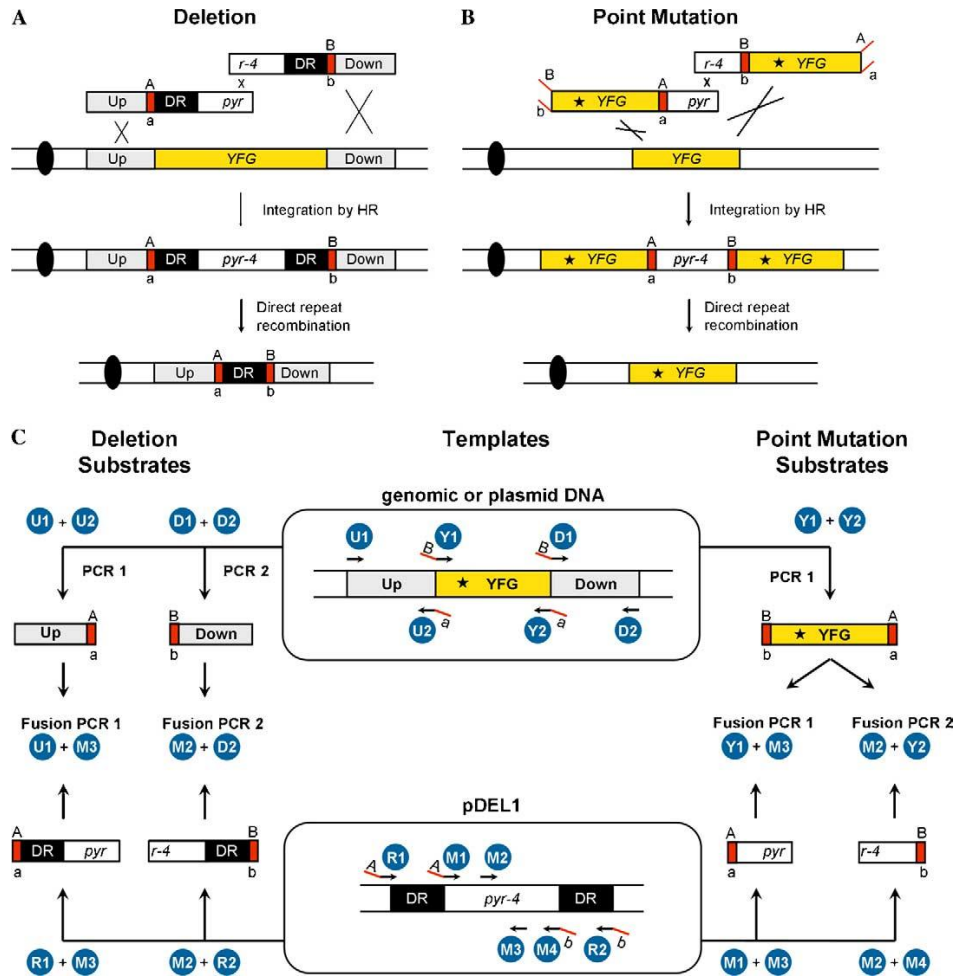 A
Deletion
B
r-4 DR Down
A b
Up DR pyr
a x
Up YFG Down
Integration by HR
A B
Up DR pyr-4 DR Down
a b
Direct repeat
recombination
A B
Up DR Down
a b
B
Point Mutation
A
B
r-4 YFG
B A b a
YFG pyr x
b a
YFG
Integration by HR
A B
YFG pyr-4 YFG
a b
Direct repeat
recombination
YFG
C
Deletion
Substrates
Templates
Point Mutation
Substrates
genomic or plasmid DNA
U1 + U2 D1 + D2
U1 B Y1 B D1
Y1 + Y2
PCR 1 PCR 2
Up YFG Down
PCR 1
U2 a Y2 a D2
A B
Up Down
a b
B A
YFG
b a
Fusion PCR 1 Fusion PCR 2
U1 + M3 M2 + D2
Fusion PCR 1 Fusion PCR 2
Y1 + M3 M2 + Y2
pDEL1
A B
DR pyr r-4 DR
a b
A R1 A M1 M2
DR pyr-4 DR
M3 M4 b R2 b
A B
pyr r-4
a b
R1 + M3 M2 + R2
M1 + M3 M2 + M4